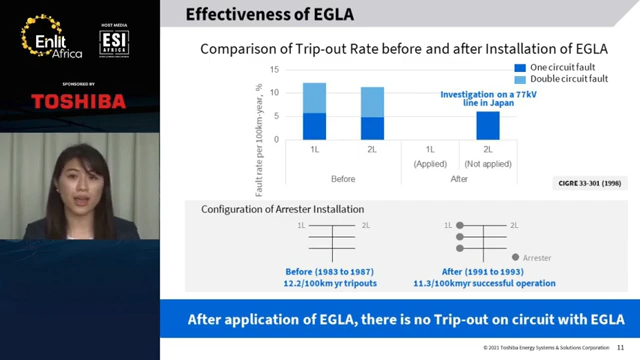 Enlit
Africa
HOST MEDIA
ESI
AFRICA
SPONSORED BY
TOSHIBA
Effectiveness of EGLA
Comparison of Trip-out Rate before and after Installation of EGLA
Fault rate per 100km-year, %
15
10
5
0
One circuit fault
Double circuit fault
Investigation on a 77kV
line in Japan
1L
2L
1L
(Applied)
2L
(Not applied)
Before
After
CIGRE 33-301 (1998)
Configuration of Arrester Installation
1L
2L
1L
2L
Arrester
Before (1983 to 1987)
12.2/100km yr tripouts
After (1991 to 1993)
11.3/100kmyr successful operation
After application of EGLA, there is no Trip-out on circuit with EGLA
© 2021 Toshiba Energy Systems & Solutions Corporation
11